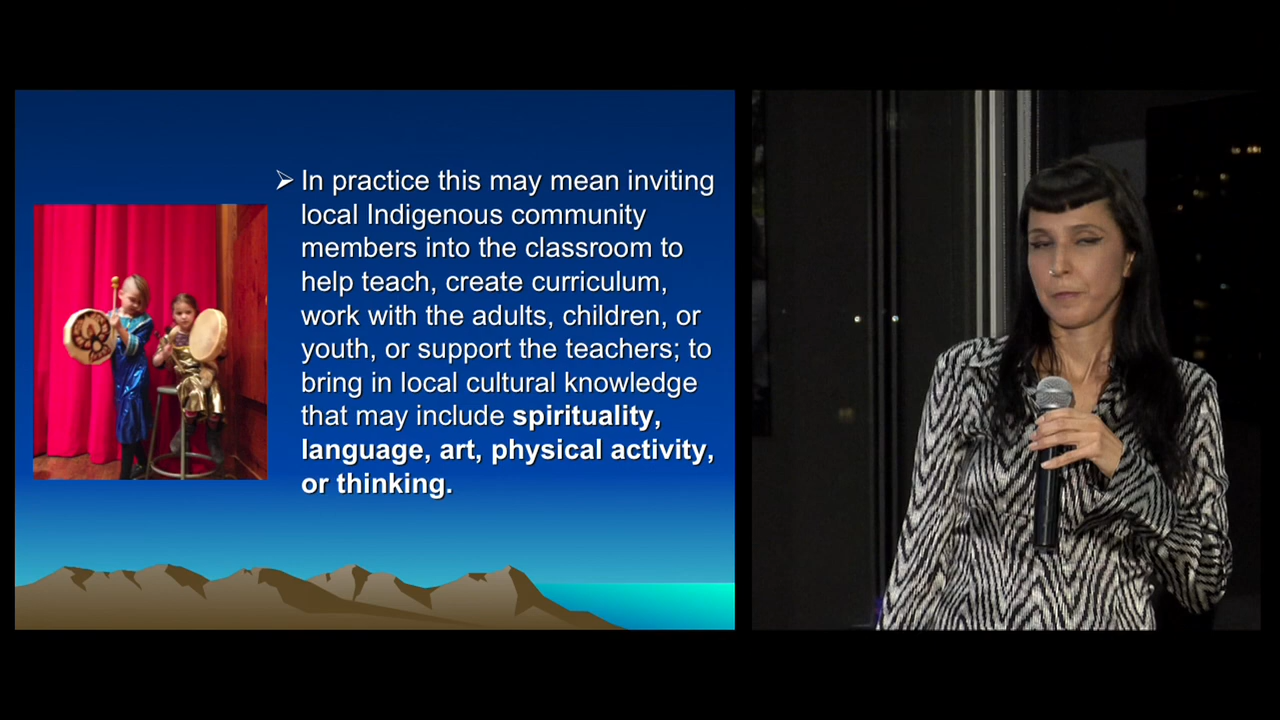 In practice this may mean inviting
local Indigenous community
members into the classroom to
help teach, create curriculum,
work with the adults, children, or
youth, or support the teachers; to
bring in local cultural knowledge
that may include spirituality,
language, art, physical activity,
or thinking.